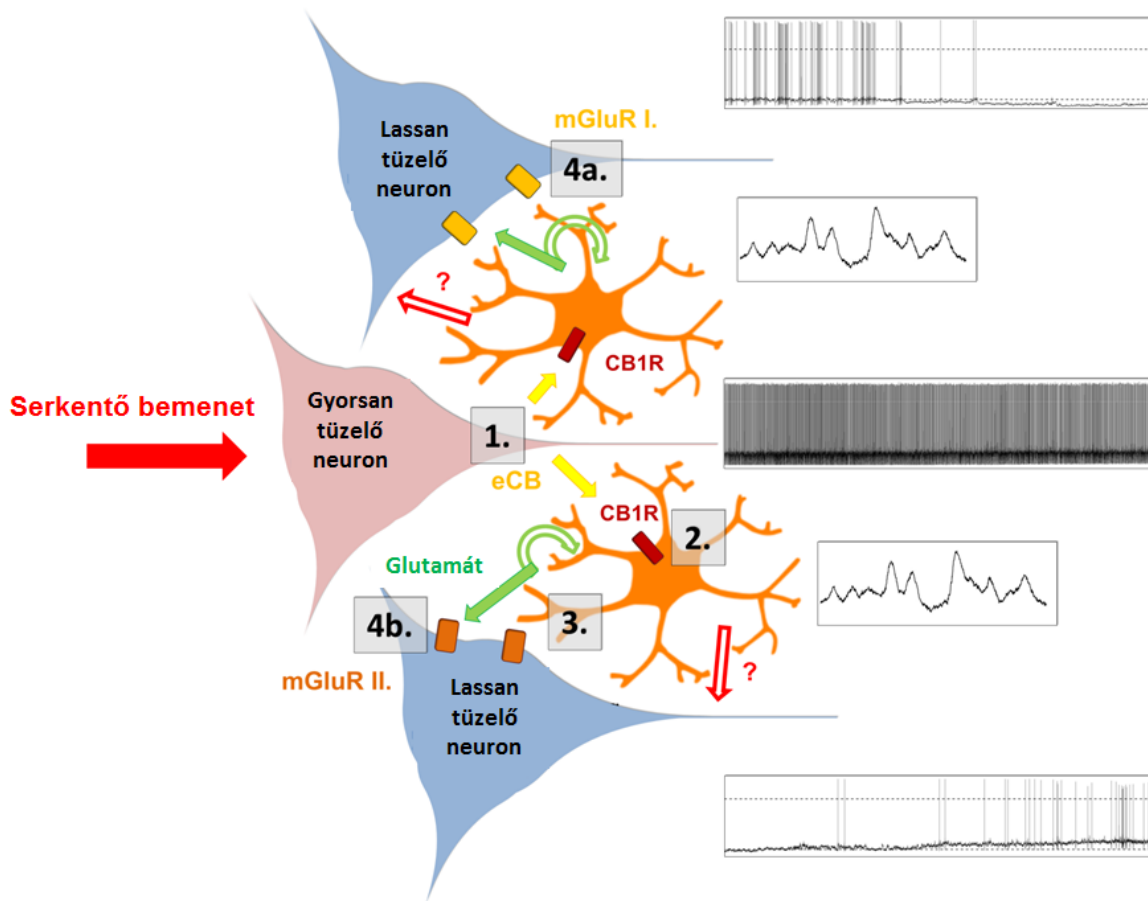 mGluR I.
Lassan
tüzelő
neuron
4a.
?
CB1R
Serkentő bemenet
Gyorsan
tüzelő
neuron
1.
eCB
CB1R
2.
Glutamát
4b.
3.
mGluR II.
?
Lassan
tüzelő
neuron